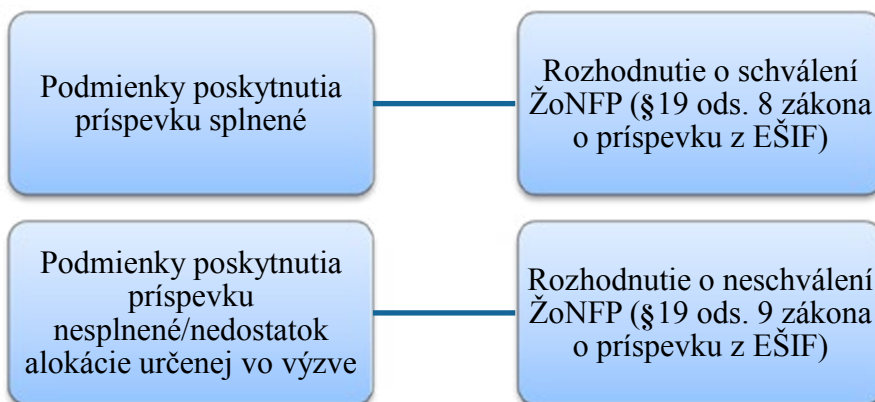 Podmienky poskytnutia
príspevku splnené
Rozhodnutie o schválení
ŽoNFP (§19 ods. 8 zákona
o príspevku z EŠIF)
Podmienky poskytnutia
príspevku
nesplnené/nedostatok
alokácie určenej vo výzve
Rozhodnutie o neschválení
ŽoNFP (§19 ods. 9 zákona
o príspevku z EŠIF)